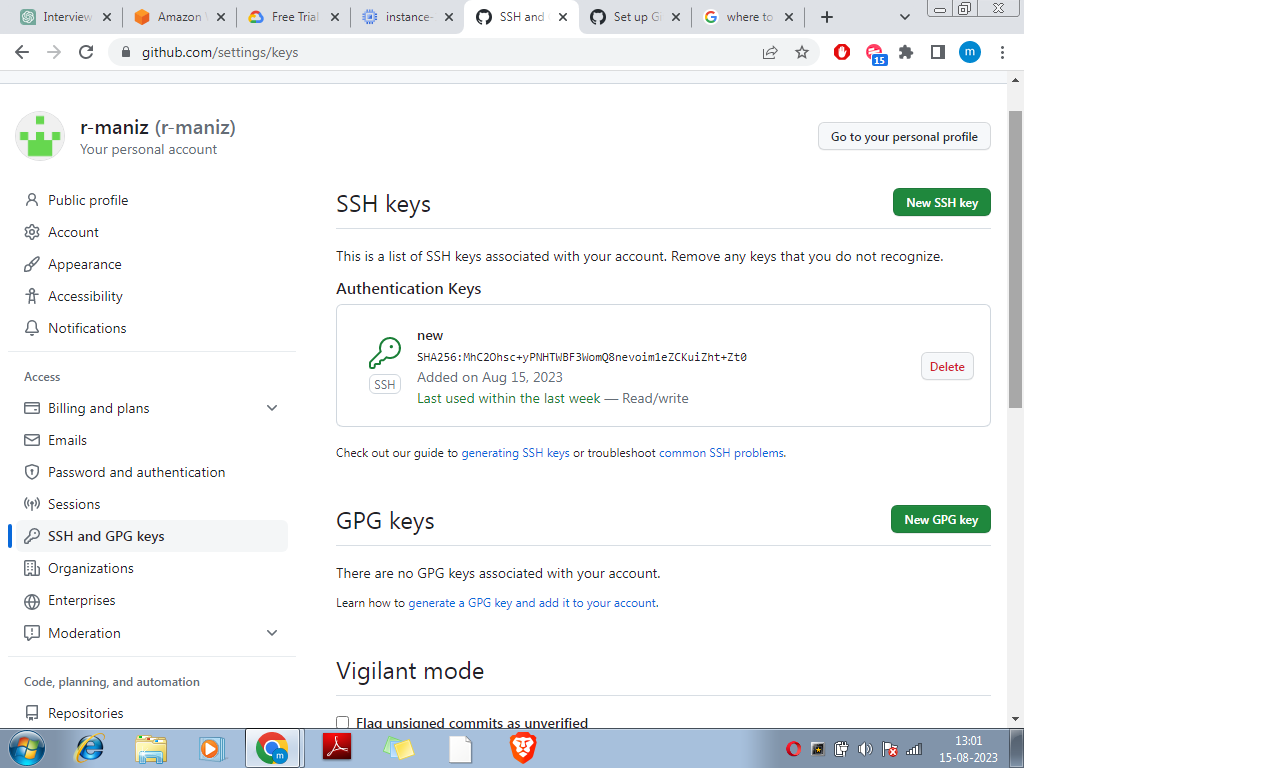 Interview
Amazon
Free Trial
instance-
SSH and
Set up G
where to
github.com/settings/keys
15
m
r-maniz (r-maniz)
Your personal account
Go to your personal profile
Public profile
Account
Appearance
Accessibility
Notifications
Access
Billing and plans
Emails
Password and authentication
Sessions
SSH and GPG keys
Organizations
Enterprises
Moderation
Code, planning, and automation
Repositories
SSH keys
New SSH key
This is a list of SSH keys associated with your account. Remove any keys that you do not recognize.
Authentication Keys
new
SHA256:MhC2Ohsc+yPNHTWBF3WomQ8nevoim1eZCKuiZht+Zt0
SSH
Added on Aug 15, 2023
Last used within the last week — Read/write
Delete
Check out our guide to generating SSH keys or troubleshoot common SSH problems.
GPG keys
New GPG key
There are no GPG keys associated with your account.
Learn how to generate a GPG key and add it to your account.
Vigilant mode
Flag unsigned commits as unverified
m
13:01
15-08-2023